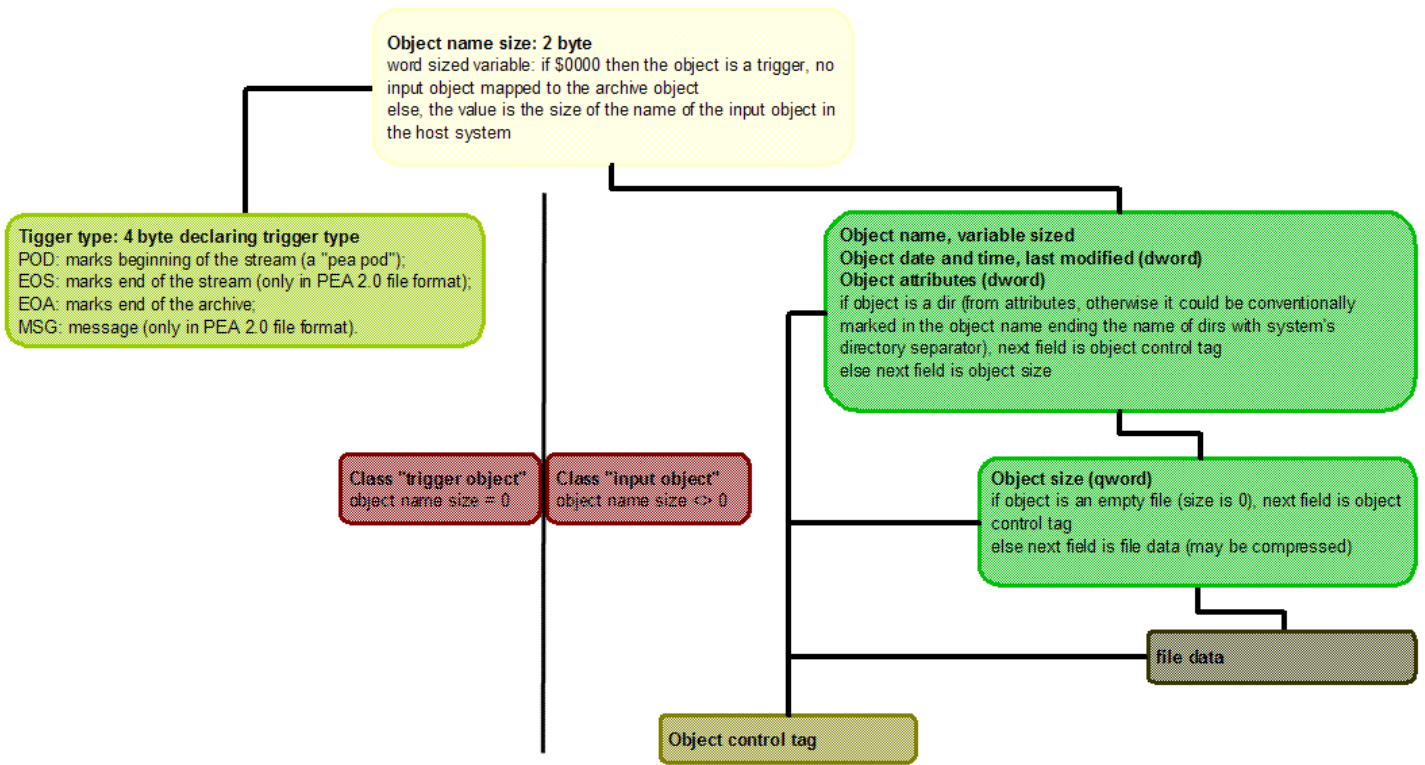 Object name size: 2 byte
word sized variable: if $0000 then the object is a trigger, no
input object mapped to the archive object
else, the value is the size of the name of the input object in
the host system
Tigger type: 4 byte declaring trigger type
POD: marks beginning of the stream (a "pea pod");
EOS: marks end of the stream (only in PEA 2.0 file format);
EOA: marks end of the archive;
MSG: message (only in PEA 2.0 file format).
Object name, variable sized
Object date and time, last modified (dword)
Object attributes (dword)
if object is a dir (from attributes, otherwise it could be conventionally
marked in the object name ending the name of dirs with system's
directory separator), next field is object control tag
else next field is object size
Class "trigger object"
object name size = 0
Class "input object"
object name size <> 0
Object size (qword)
if object is an empty file (size is 0), next field is object
control tag
else next field is file data (may be compressed)
file data
Object control tag